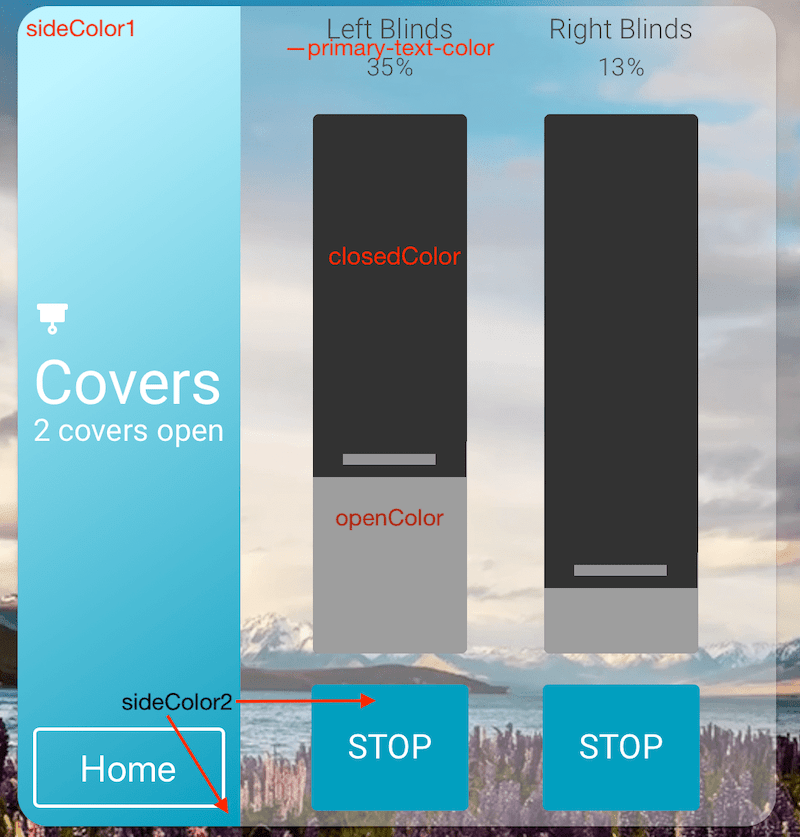 sideColor1
Left Blinds
—primary-text-color
35%
Right Blinds
13%
closedColor
Covers
2 covers open
openColor
sideColor2
STOP
STOP
Home